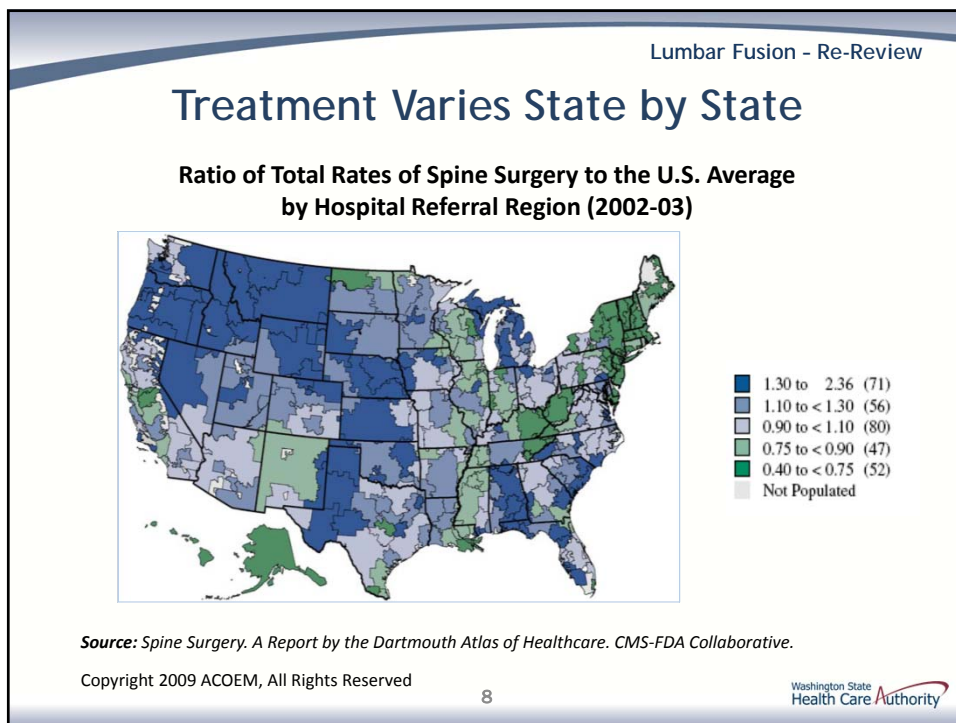 Lumbar Fusion - Re-Review
Treatment Varies State by State
Ratio of Total Rates of Spine Surgery to the U.S. Average
by Hospital Referral Region (2002-03)
1.30 to 2.36 (71)
1.10 to < 1.30 (56)
0.90 to < 1.10 (80)
0.75 to < 0.90 (47)
0.40 to < 0.75 (52)
Not Populated
Source: Spine Surgery. A Report by the Dartmouth Atlas of Healthcare. CMS-FDA Collaborative.
Copyright 2009 ACOEM, All Rights Reserved
8
Washington State
Health Care Authority